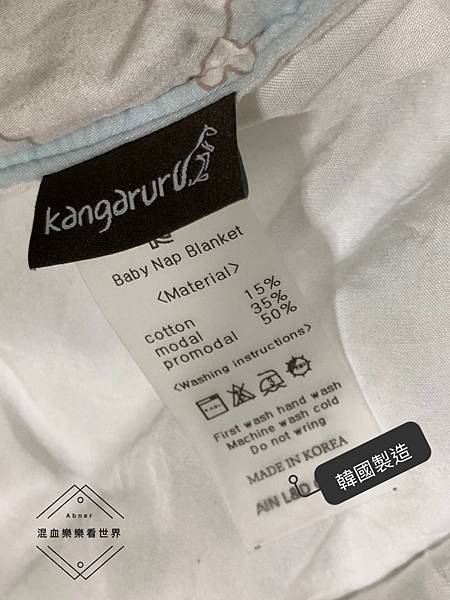 kangaruru
Baby Nap Blanket
<Material>
cotton 15%
modal 35%
promodal 50%
<Washing instructions>
First wash hand wash
Machine wash cold
Do not wring
MADE IN KOREA
AIN L&D
韓國製造
Abner
混血樂樂看世界